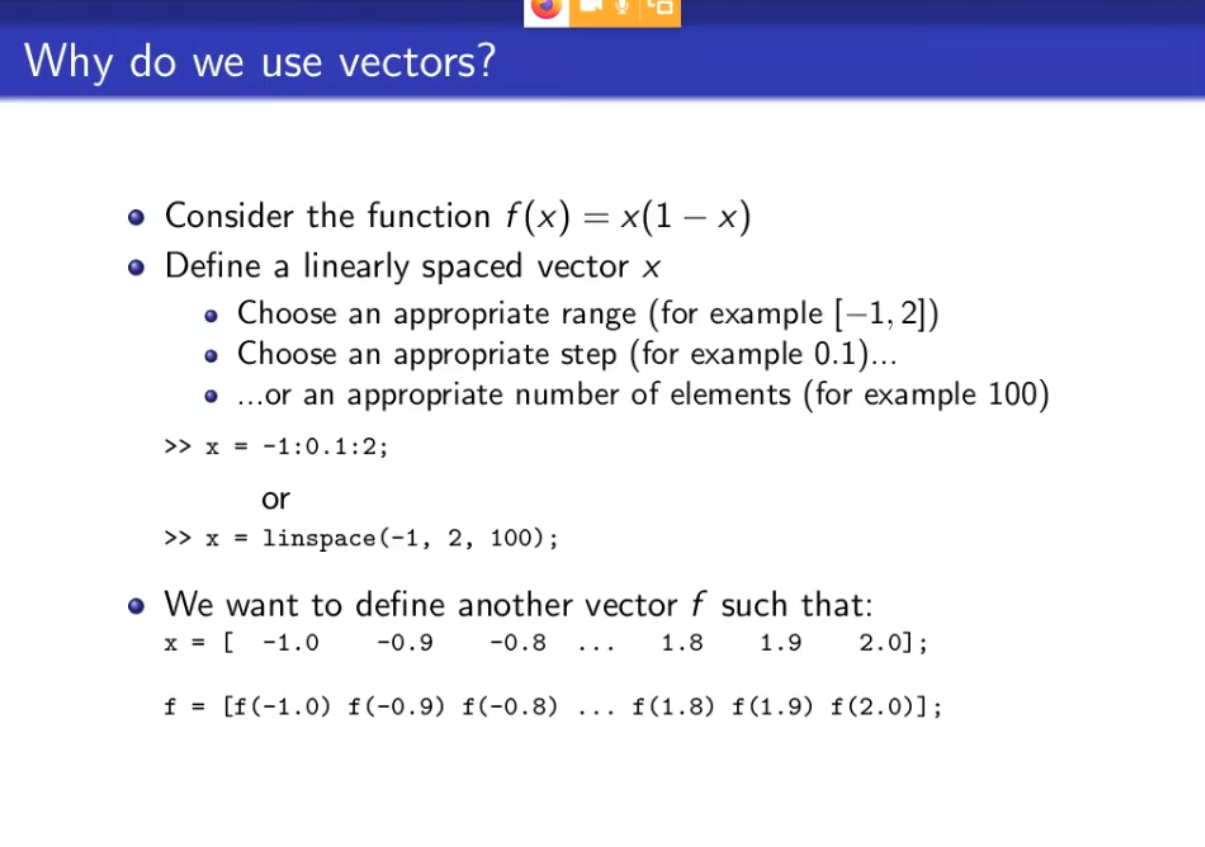 Why do we use vectors?
Consider the function f(x) = x(1 − x)
Define a linearly spaced vector x
Choose an appropriate range (for example [−1, 2])
Choose an appropriate step (for example 0.1)...
...or an appropriate number of elements (for example 100)
>> x = -1:0.1:2;
or
>> x = linspace(-1, 2, 100);
We want to define another vector f such that:
x = [ -1.0 -0.9 -0.8 ... 1.8 1.9 2.0];
f = [f(-1.0) f(-0.9) f(-0.8) ... f(1.8) f(1.9) f(2.0)];